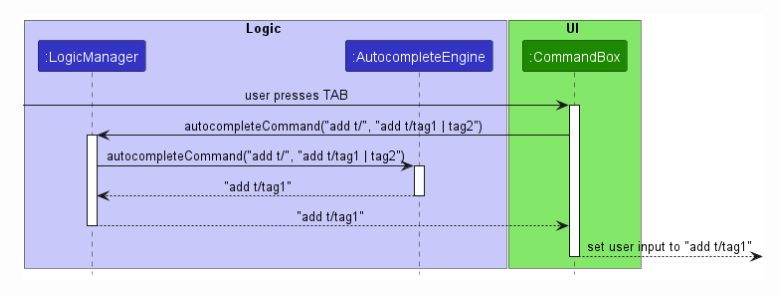 Logic
UI
:LogicManager
:AutocompleteEngine
:CommandBox
user presses TAB
autocompleteCommand("add t/", "add t/tag1 | tag2")
autocompleteCommand("add t/", "add t/tag1 | tag2")
"add t/tag1"
"add t/tag1"
set user input to "add t/tag1"